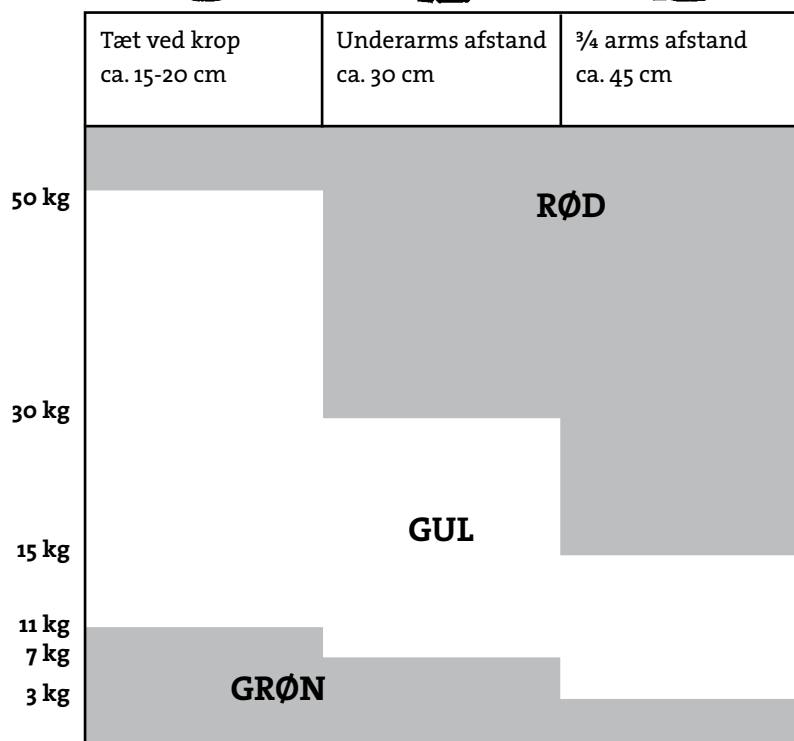 Tæt ved krop
ca. 15-20 cm
Underarms afstand
ca. 30 cm
¾ arms afstand
ca. 45 cm
50 kg
RØD
30 kg
GUL
15 kg
11 kg
7 kg
GRØN
3 kg